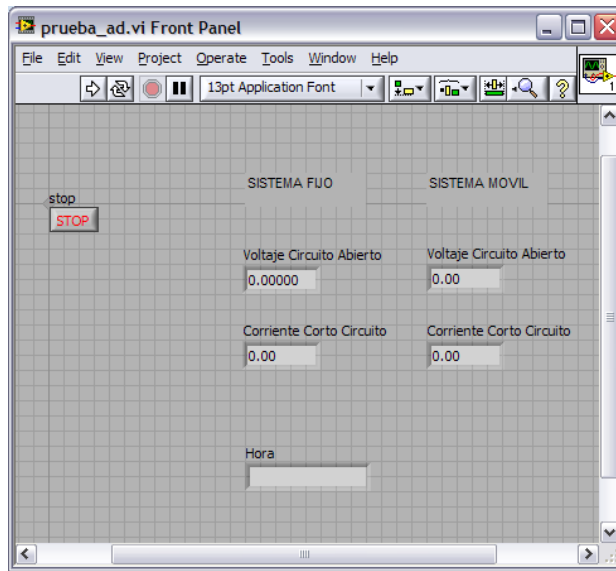 prueba_ad.vi Front Panel
File Edit View Project Operate Tools Window Help
13pt Application Font
1
SISTEMA FIJO SISTEMA MOVIL
stop
STOP
Voltaje Circuito Abierto Voltaje Circuito Abierto
0.00000 0.00
Corriente Corto Circuito Corriente Corto Circuito
0.00 0.00
Hora